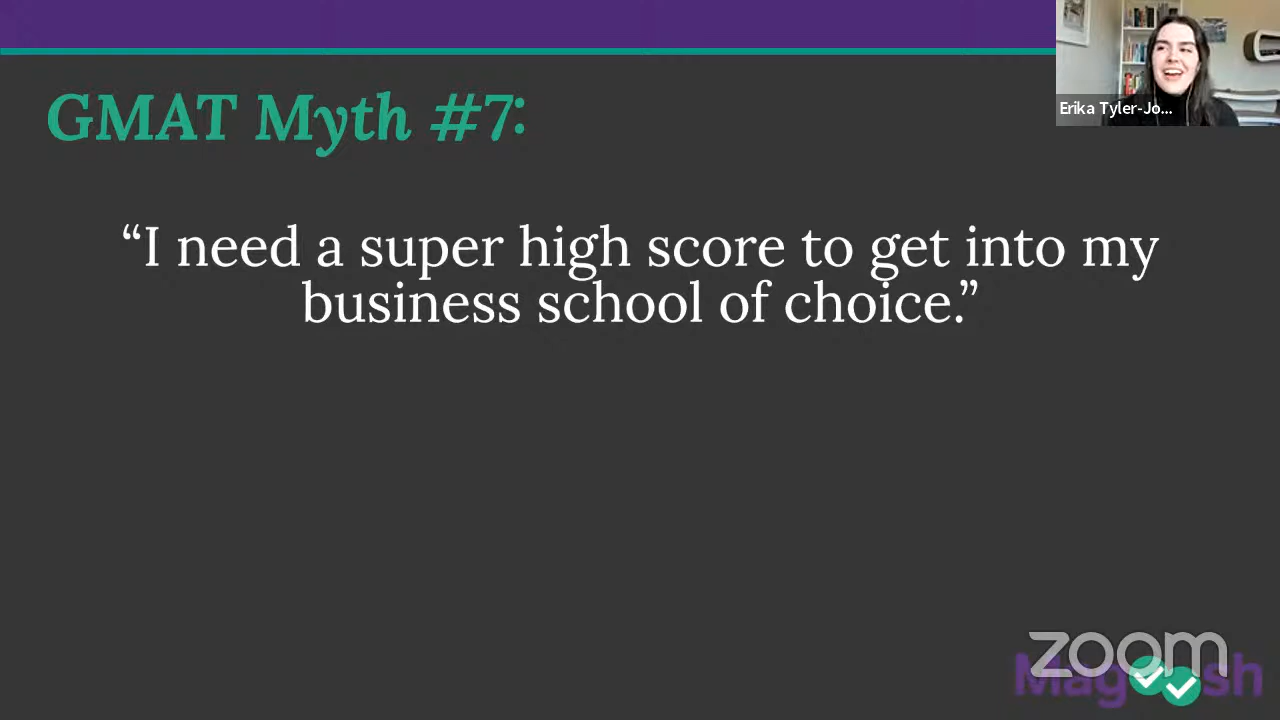 Erika Tyler-Jo...
GMAT Myth #7:
“I need a super high score to get into my
business school of choice.”
zoom
Magoosh